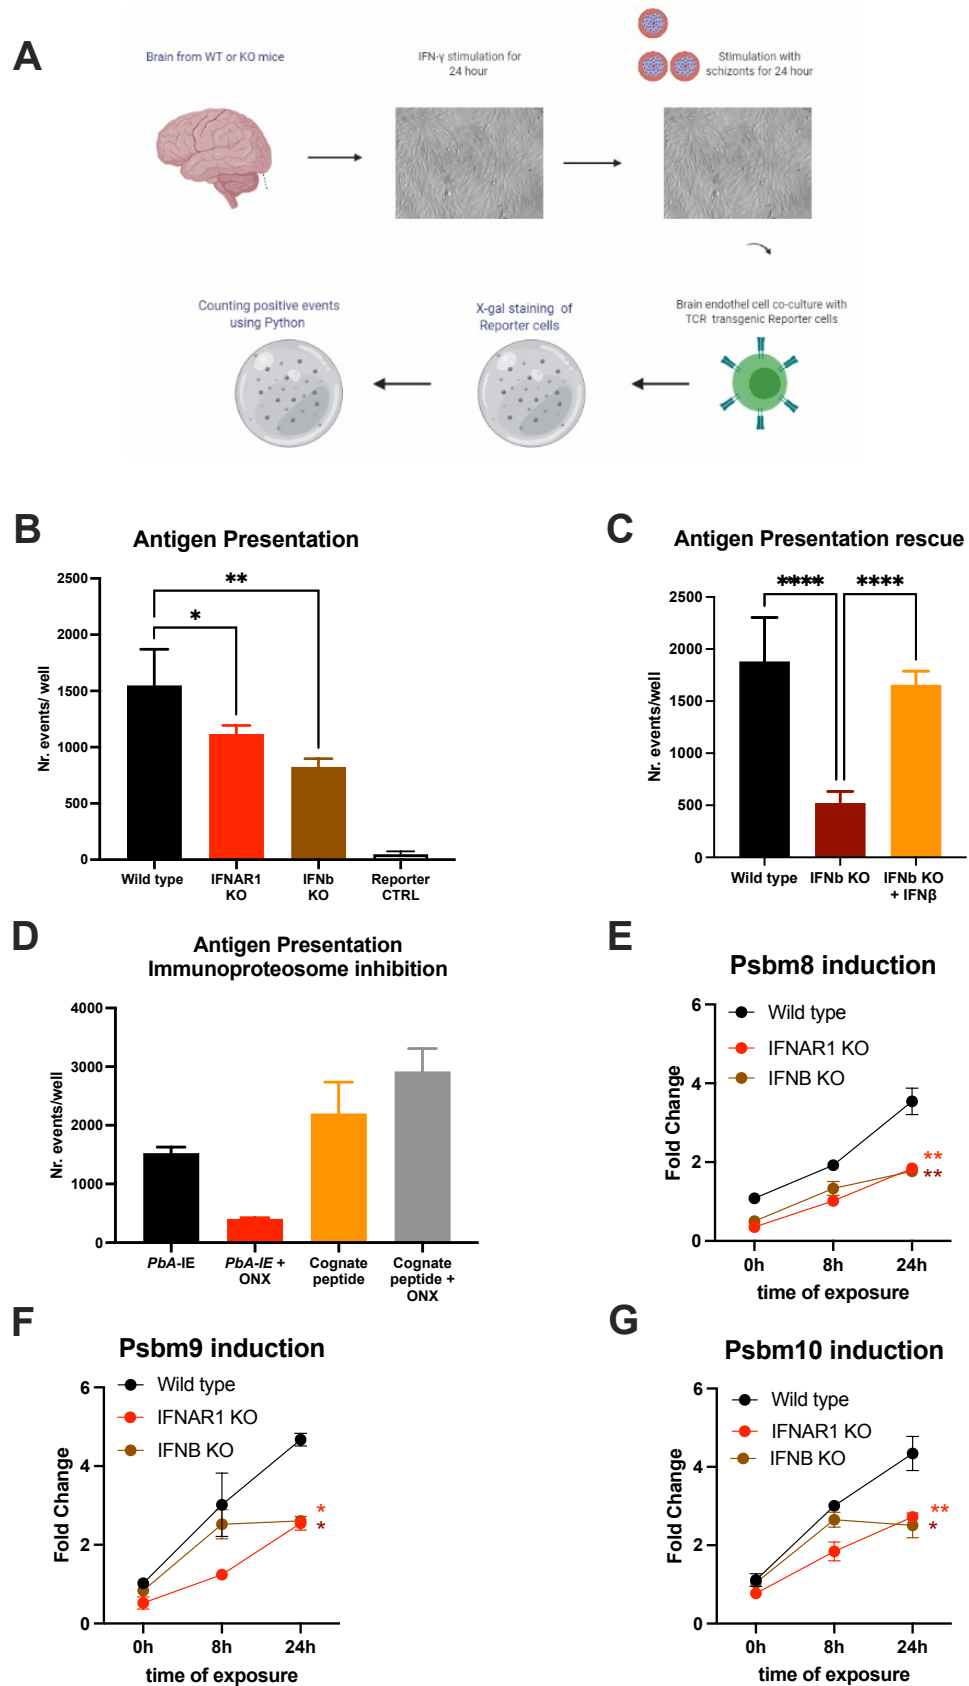 A
Brain from WT or KO mice
IFN-γ stimulation for
24 hour
Stimulation with
schizonts for 24 hour
Counting positive events
using Python
X-gal staining of
Reporter cells
Brain endothel cell co-culture with
TCR transgenic Reporter cells
B
Antigen Presentation
Nr. events/ well
2500
2000
1500
1000
500
0
**
*
Wild type
IFNAR1
KO
IFNb
KO
Reporter
CTRL
C
Antigen Presentation rescue
Nr. events/well
2500
2000
1500
1000
500
0
****
****
Wild type
IFNb KO
IFNb KO
+ IFNβ
D
Antigen Presentation
Immunoproteosome inhibition
Nr. events/well
4000
3000
2000
1000
0
PbA-IE
PbA-IE +
ONX
Cognate
peptide
Cognate
peptide +
ONX
E
Psbm8 induction
Fold Change
6
4
2
0
Wild type
IFNAR1 KO
IFNB KO
**
**
0h
8h
24h
time of exposure
F
Psbm9 induction
Fold Change
6
4
2
0
Wild type
IFNAR1 KO
IFNB KO
*
*
0h
8h
24h
time of exposure
G
Psbm10 induction
Fold Change
6
4
2
0
Wild type
IFNAR1 KO
IFNB KO
**
*
0h
8h
24h
time of exposure